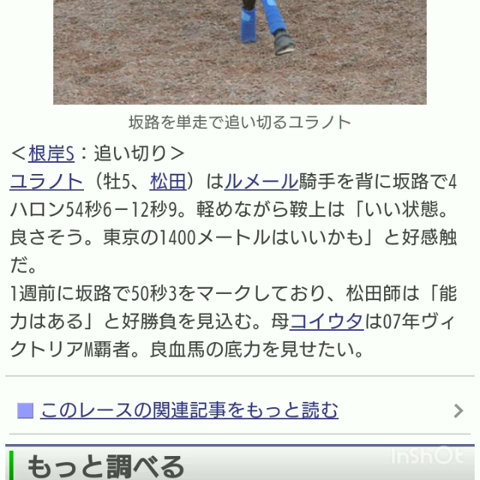 坂路を単走で追い切るユラノト
＜根岸S：追い切り＞
ユラノト（牡5、松田）はルメール騎手を背に坂路で4
ハロン54秒6－12秒9。軽めながら鞍上は「いい状態。
良さそう。東京の1400メートルはいいかも」と好感触
だ。
1週前に坂路で50秒3をマークしており、松田師は「能
力はある」と好勝負を見込む。母コイウタは07年ヴィ
クトリアM覇者。良血馬の底力を見せたい。
このレースの関連記事をもっと読む
InShOt
もっと調べる